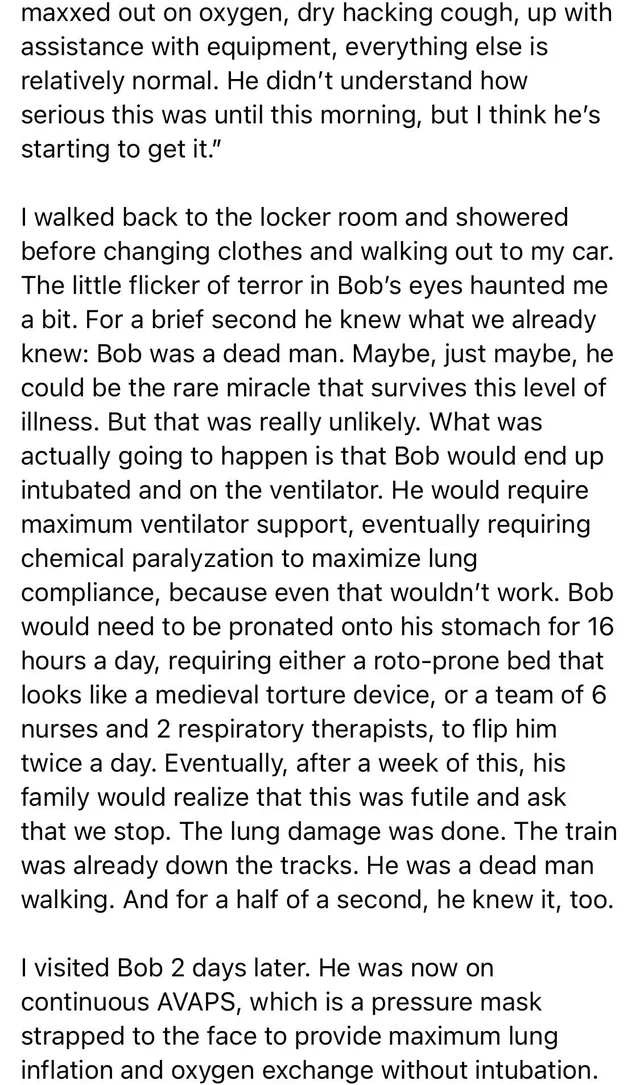 maxxed out on oxygen, dry hacking cough, up with
assistance with equipment, everything else is
relatively normal. He didn’t understand how
serious this was until this morning, but I think he’s
starting to get it.”
I walked back to the locker room and showered
before changing clothes and walking out to my car.
The little flicker of terror in Bob’s eyes haunted me
a bit. For a brief second he knew what we already
knew: Bob was a dead man. Maybe, just maybe, he
could be the rare miracle that survives this level of
illness. But that was really unlikely. What was
actually going to happen is that Bob would end up
intubated and on the ventilator. He would require
maximum ventilator support, eventually requiring
chemical paralyzation to maximize lung
compliance, because even that wouldn’t work. Bob
would need to be pronated onto his stomach for 16
hours a day, requiring either a roto-prone bed that
looks like a medieval torture device, or a team of 6
nurses and 2 respiratory therapists, to flip him
twice a day. Eventually, after a week of this, his
family would realize that this was futile and ask
that we stop. The lung damage was done. The train
was already down the tracks. He was a dead man
walking. And for a half of a second, he knew it, too.
I visited Bob 2 days later. He was now on
continuous AVAPS, which is a pressure mask
strapped to the face to provide maximum lung
inflation and oxygen exchange without intubation.